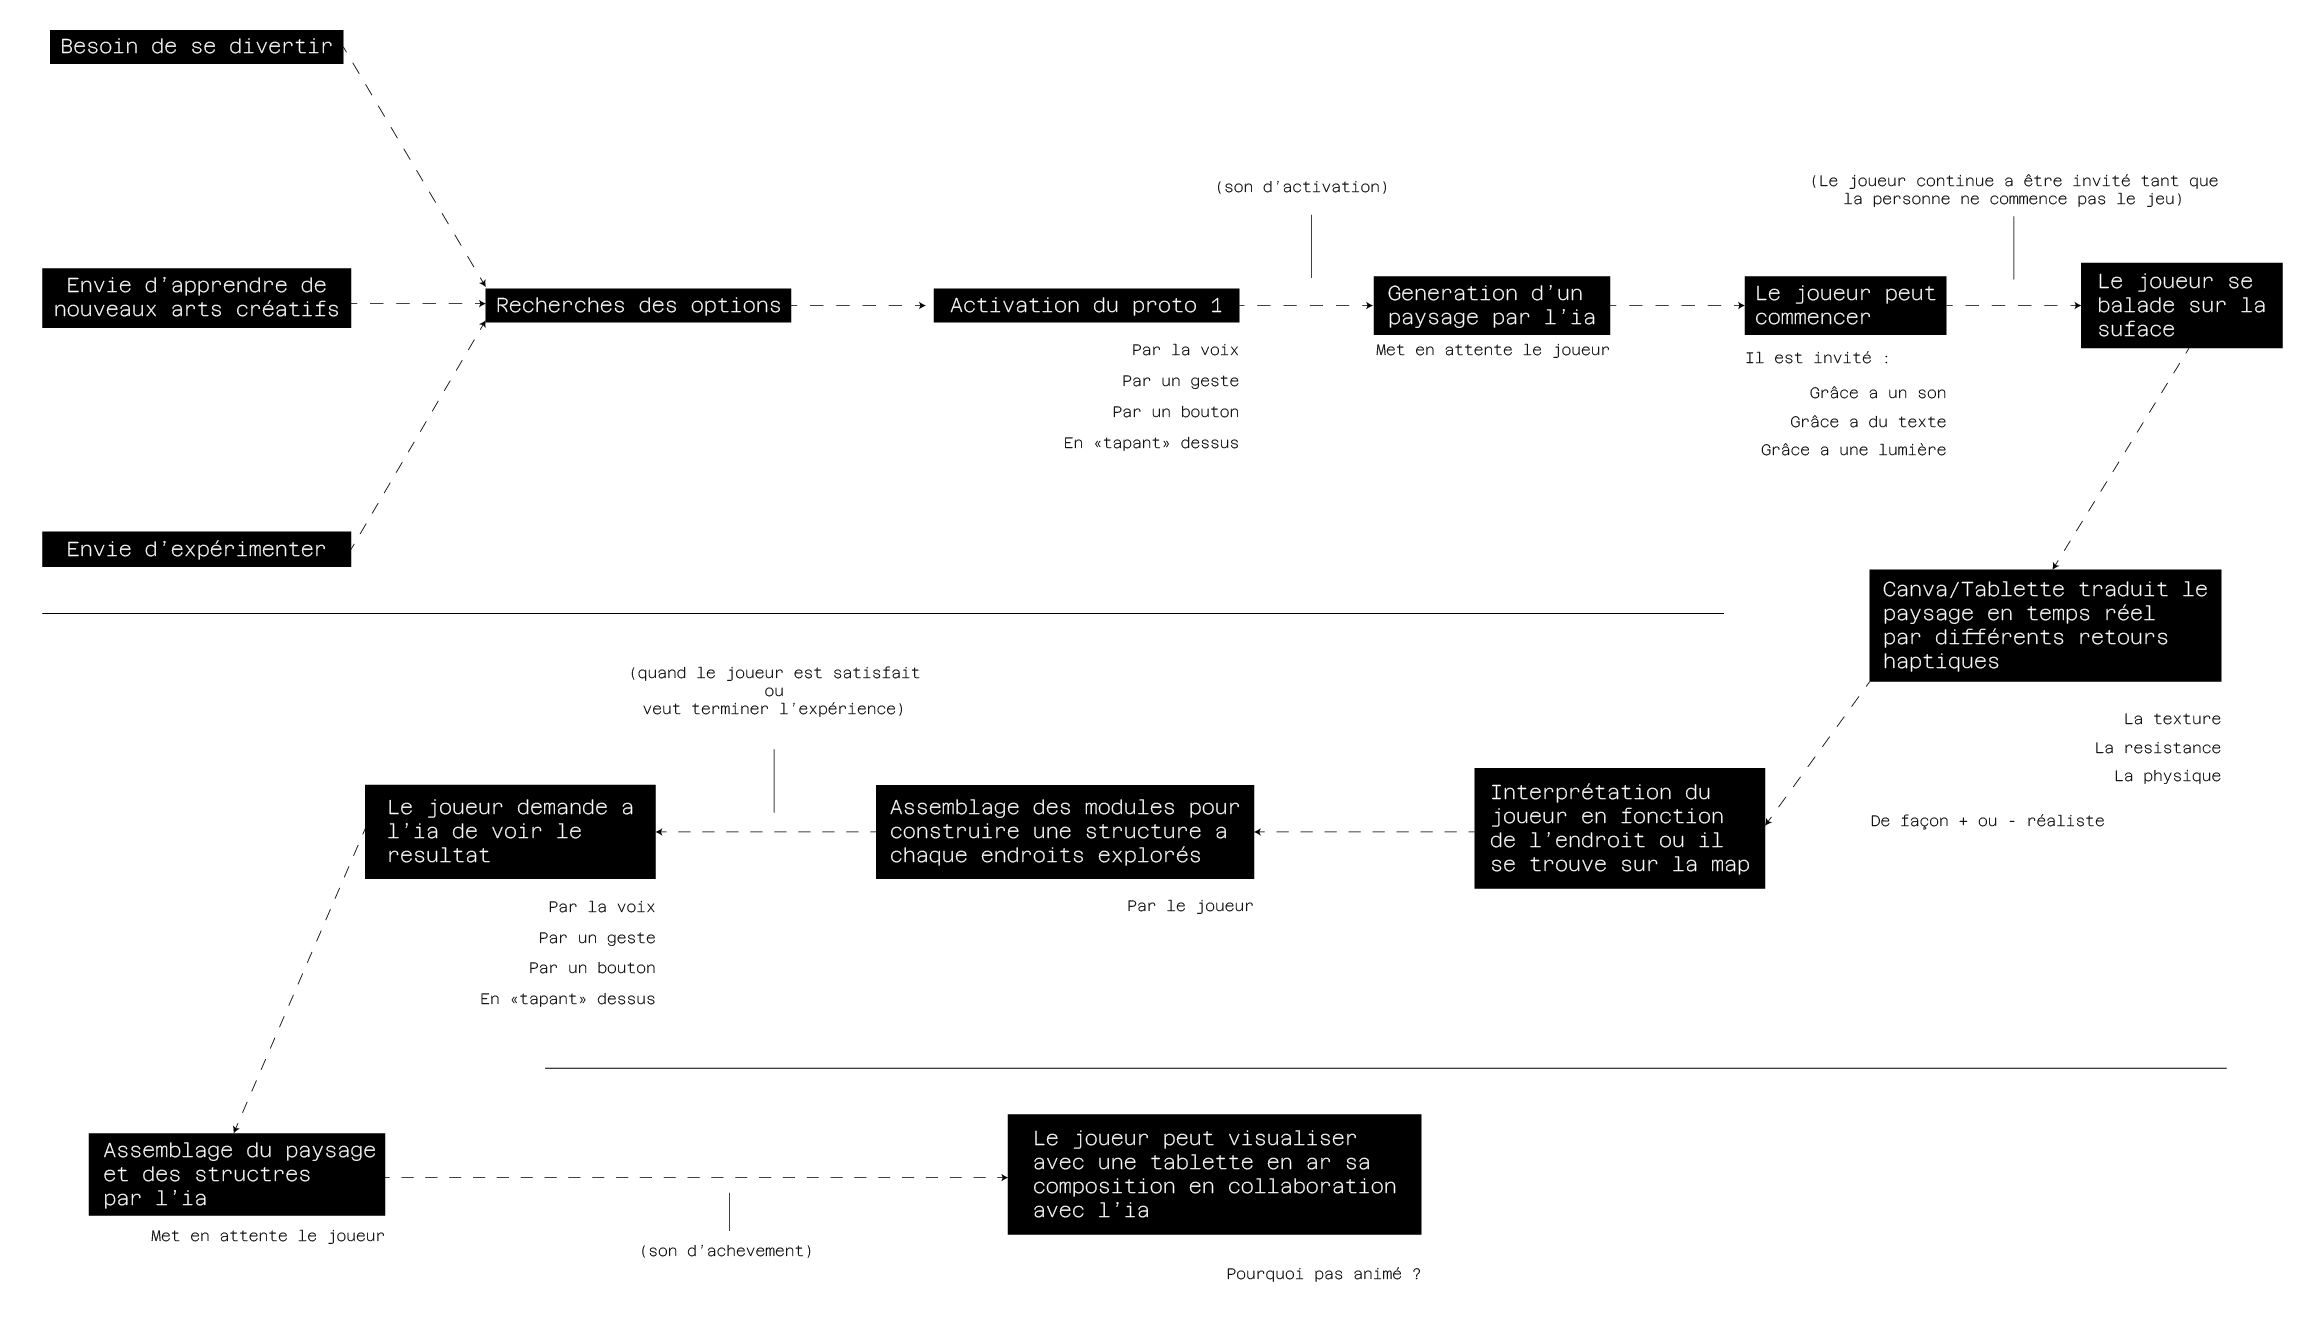 Besoin de se divertir
Envie d'apprendre de
nouveaux arts créatifs
Envie d'expérimenter
Recherches des options
Activation du proto 1
Par la voix
Par un geste
Par un bouton
En «tapant» dessus
(son d'activation)
Generation d'un
paysage par l'ia
Met en attente le joueur
Le joueur peut
commencer
Il est invité :
Grâce a un son
Grâce a du texte
Grâce a une lumière
(Le joueur continue a être invité tant que
la personne ne commence pas le jeu)
Le joueur se
balade sur la
suface
Canva/Tablette traduit le
paysage en temps réel
par différents retours
haptiques
La texture
La resistance
La physique
De façon + ou - réaliste
Interprétation du
joueur en fonction
de l'endroit ou il
se trouve sur la map
Assemblage des modules pour
construire une structure a
chaque endroits explorés
Par le joueur
(quand le joueur est satisfait
ou
veut terminer l'expérience)
Le joueur demande a
l'ia de voir le
resultat
Par la voix
Par un geste
Par un bouton
En «tapant» dessus
Assemblage du paysage
et des structres
par l'ia
Met en attente le joueur
(son d'achevement)
Le joueur peut visualiser
avec une tablette en ar sa
composition en collaboration
avec l'ia
Pourquoi pas animé ?